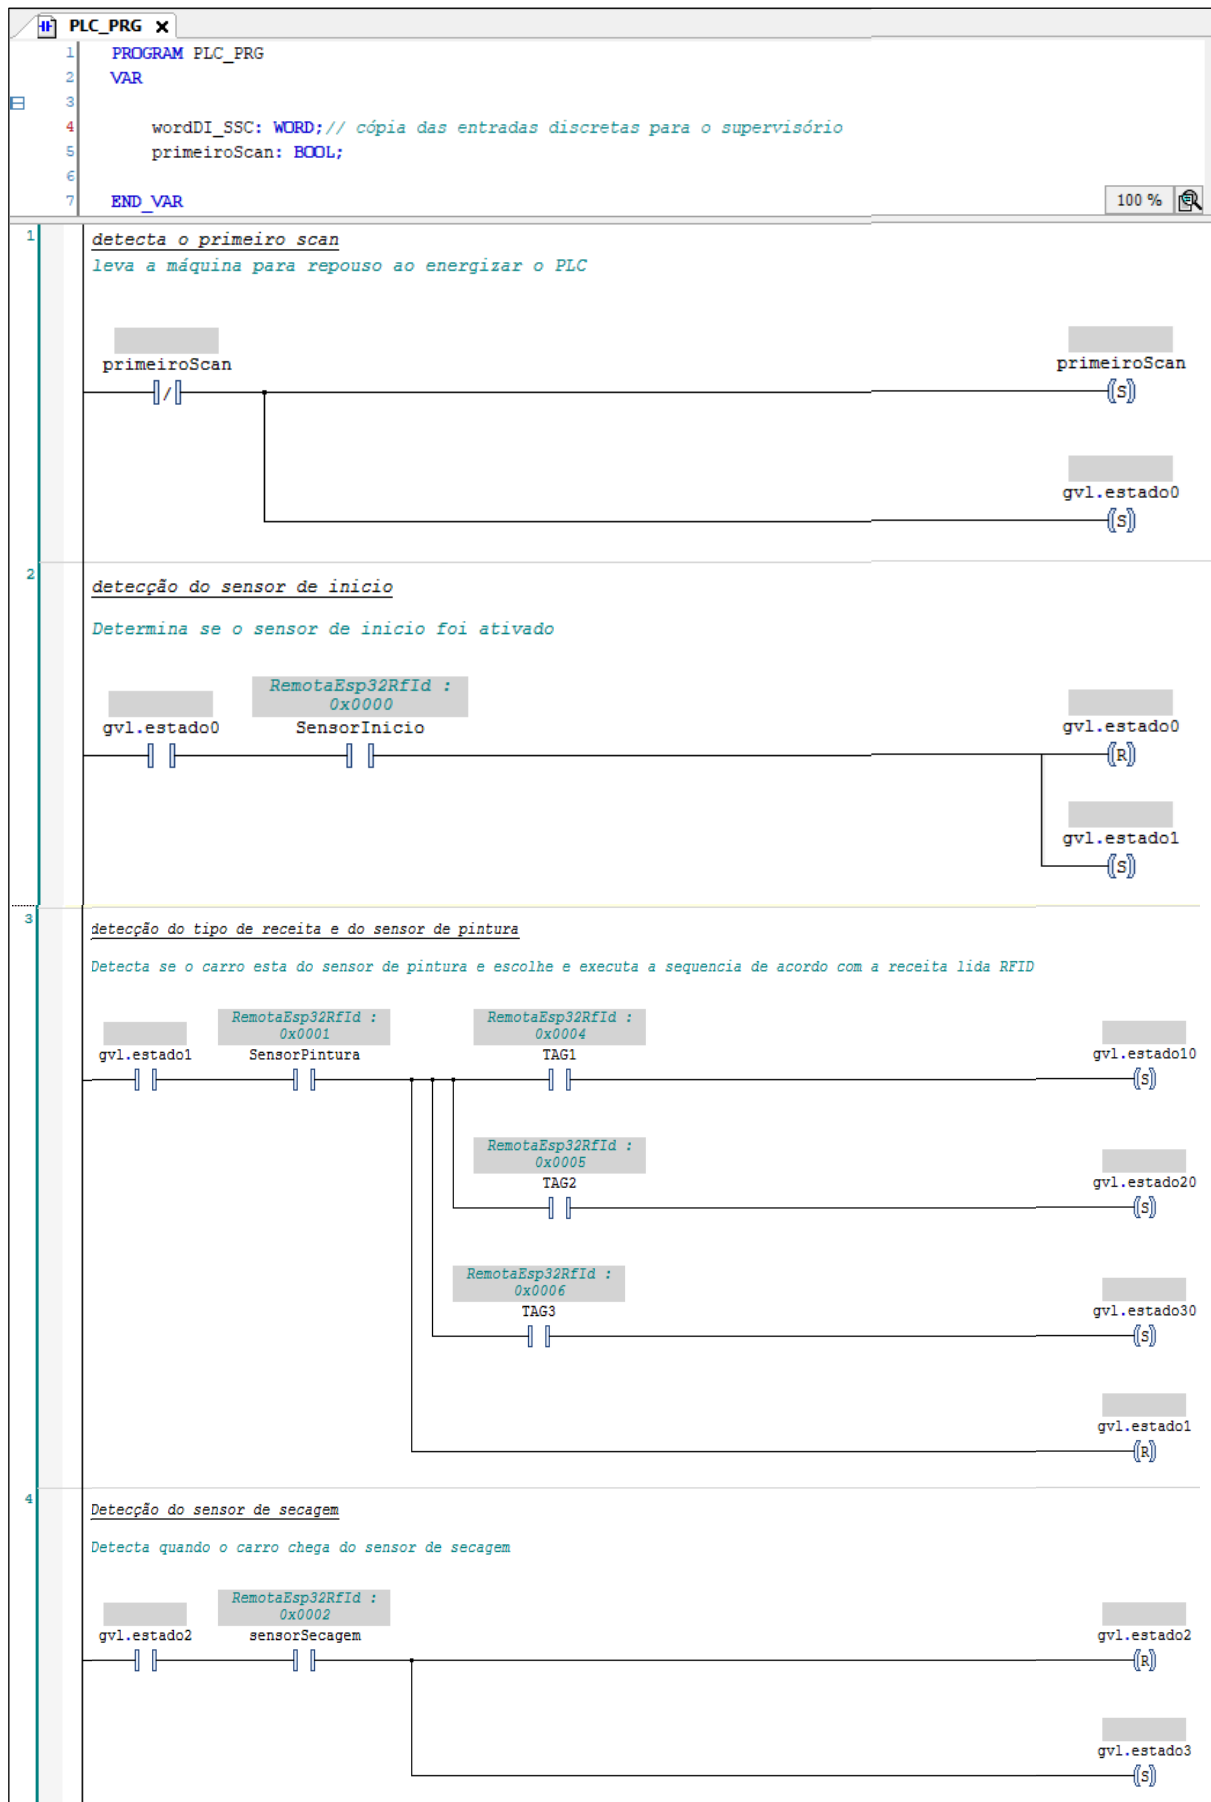 PLC_PRG X
1 PROGRAM PLC_PRG
2 VAR
3
4 wordDI_SSC: WORD;// cópia das entradas discretas para o supervisório
5 primeiroScan: BOOL;
6
7 END_VAR
100 %
1
detecta o primeiro scan
leva a máquina para repouso ao energizar o PLC
primeiroScan
primeiroScan
/
S
gvl.estado0
S
2
detecção do sensor de inicio
Determina se o sensor de inicio foi ativado
RemotaEsp32RfId :
0x0000
gvl.estado0
SensorInicio
gvl.estado0
R
gvl.estado1
S
3
detecção do tipo de receita e do sensor de pintura
Detecta se o carro esta do sensor de pintura e escolhe e executa a sequencia de acordo com a receita lida RFID
RemotaEsp32RfId :
0x0001
RemotaEsp32RfId :
0x0004
gvl.estado1
SensorPintura
TAG1
gvl.estado10
S
RemotaEsp32RfId :
0x0005
TAG2
gvl.estado20
S
RemotaEsp32RfId :
0x0006
TAG3
gvl.estado30
S
gvl.estado1
R
4
Detecção do sensor de secagem
Detecta quando o carro chega do sensor de secagem
RemotaEsp32RfId :
0x0002
gvl.estado2
sensorSecagem
gvl.estado2
R
gvl.estado3
S